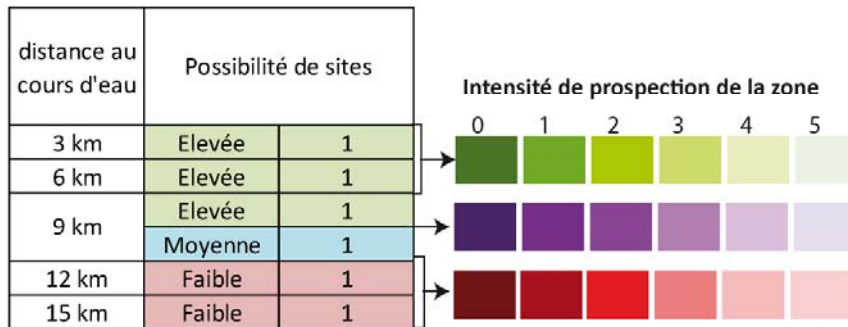 distance au
cours d'eau
Possibilité de sites
3 km Elevée 1
6 km Elevée 1
9 km Elevée 1
Moyenne 1
12 km Faible 1
15 km Faible 1
Intensité de prospection de la zone
0 1 2 3 4 5